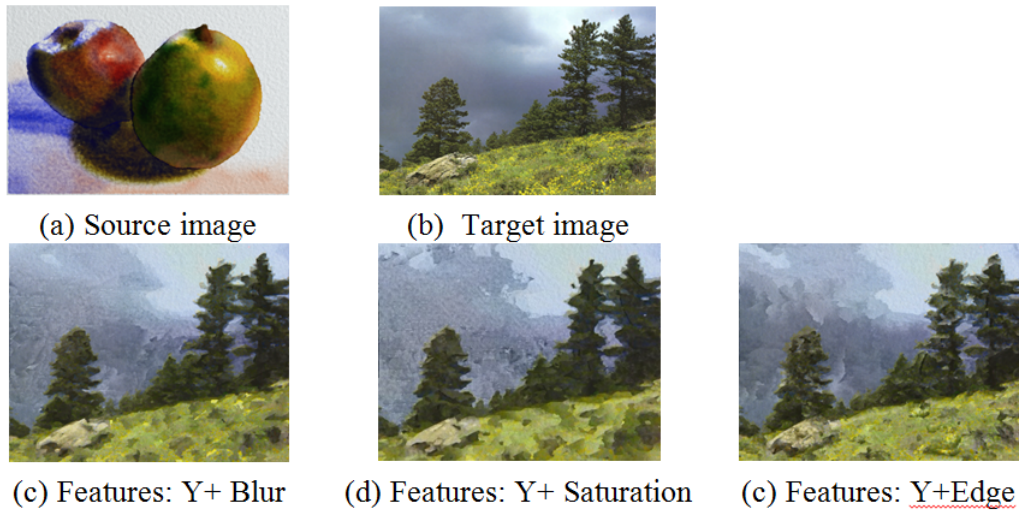 (a) Source image
(b) Target image
(c) Features: Y+ Blur
(d) Features: Y+ Saturation
(c) Features: Y+Edge